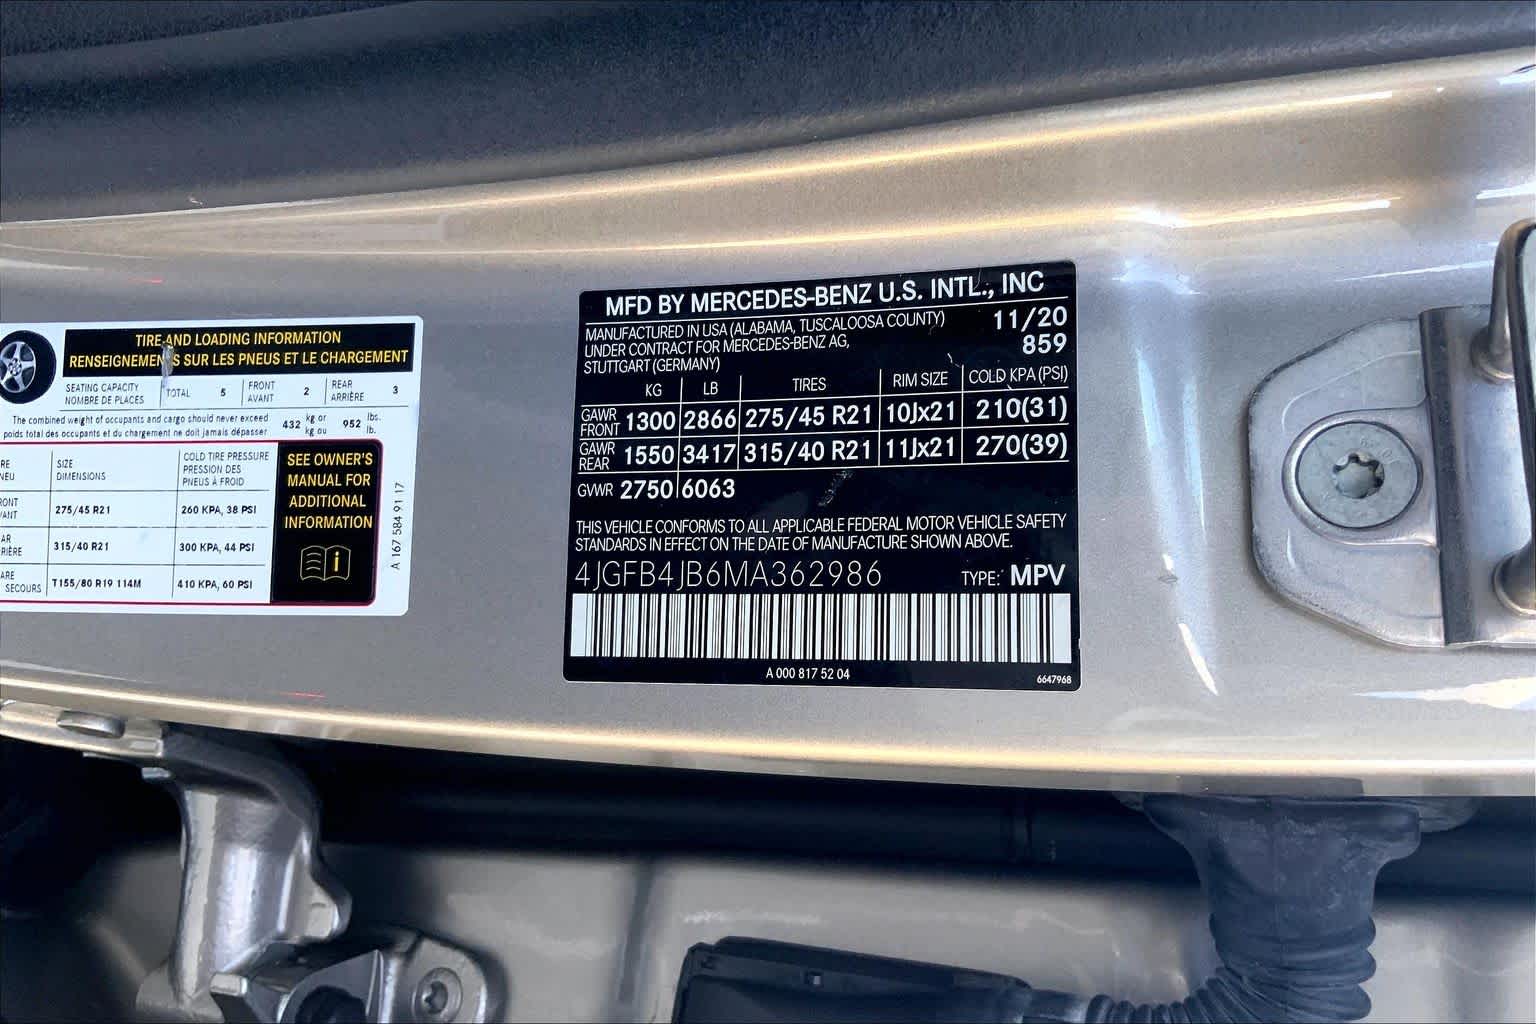 TIRE AND LOADING INFORMATION
RENSEIGNEMENTS SUR LES PNEUS ET LE CHARGEMENT
SEATING CAPACITY
NOMBRE DE PLACES
TOTAL 5
FRONT
AVANT 2
REAR
ARRIÈRE 3
The combined weight of occupants and cargo should never exceed 432 kg or 952 lbs.
poids total des occupants et du chargement ne doit jamais dépasser kg ou lb.
SIZE
DIMENSIONS
COLD TIRE PRESSURE
PRESSION DES
PNEUS À FROID
275/45 R21 260 KPA, 38 PSI
315/40 R21 300 KPA, 44 PSI
SECOURS T155/80 R19 114M 410 KPA, 60 PSI
SEE OWNER'S
MANUAL FOR
ADDITIONAL
INFORMATION
i
A 167 584 91 17
MFD BY MERCEDES-BENZ U.S. INTL., INC
MANUFACTURED IN USA (ALABAMA, TUSCALOOSA COUNTY) 11/20
UNDER CONTRACT FOR MERCEDES-BENZ AG, 859
STUTTGART (GERMANY)
KG LB TIRES RIM SIZE COLD KPA (PSI)
GAWR FRONT 1300 2866 275/45 R21 10Jx21 210(31)
GAWR REAR 1550 3417 315/40 R21 11Jx21 270(39)
GVWR 2750 6063
THIS VEHICLE CONFORMS TO ALL APPLICABLE FEDERAL MOTOR VEHICLE SAFETY
STANDARDS IN EFFECT ON THE DATE OF MANUFACTURE SHOWN ABOVE.
4JGFB4JB6MA362986 TYPE: MPV
A 000 817 52 04
6647968